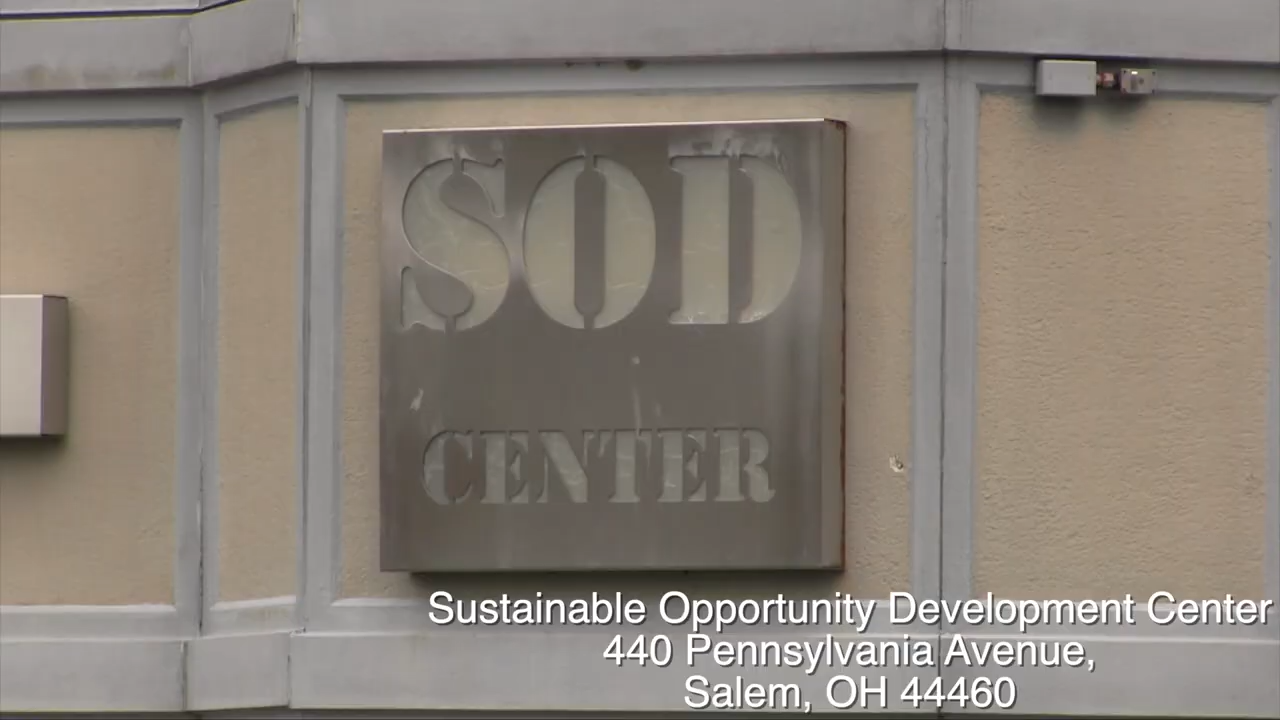 SOD
CENTER
Sustainable Opportunity Development Center
440 Pennsylvania Avenue,
Salem, OH 44460